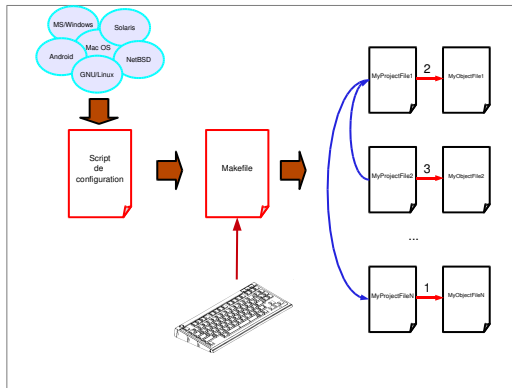 MS/Windows
Solaris
Mac OS
Android
NetBSD
GNU/Linux
Script
de
configuration
Makefile
MyProjectFile1
2
MyObjectFile1
MyProjectFile2
3
MyObjectFile2
...
MyProjectFileN
1
MyObjectFileN